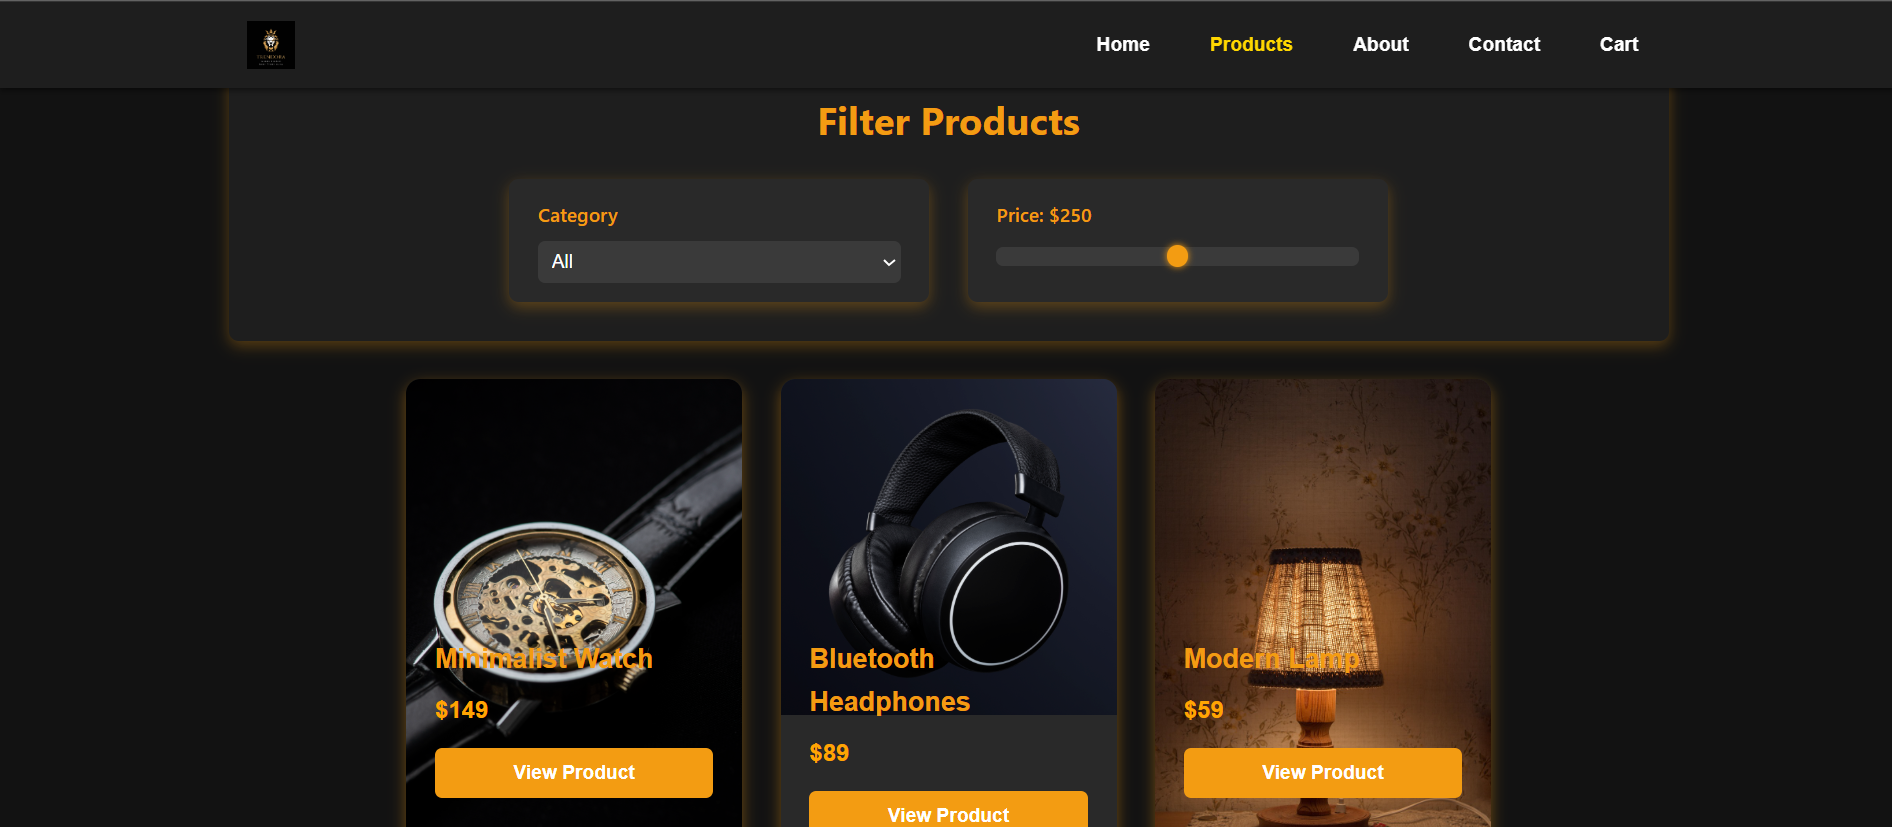 Home
Products
About
Contact
Cart
Filter Products
Category
All
Price: $250
Minimalist Watch
$149
View Product
Bluetooth
Headphones
$89
View Product
Modern Lamp
$59
View Product